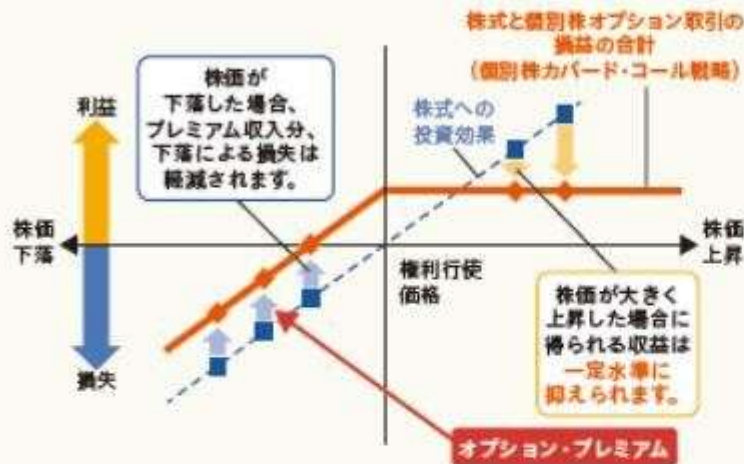 株式と個別株オプション取引の
損益の合計
（個別株カバード・コール戦略）
株価が
下落した場合、
プレミアム収入分、
下落による損失は
軽減されます。
利益
株式への
投資効果
株価
下落
株価
上昇
権利行使
価格
株価が大きく
上昇した場合に
得られる収益は
一定水準に
抑えられます。
損失
オプション・プレミアム